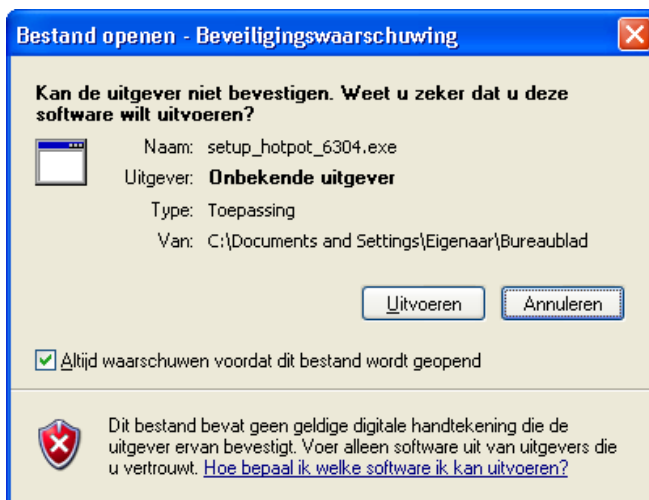 Bestand openen - Beveiligingswaarschuwing
Kan de uitgever niet bevestigen. Weet u zeker dat u deze
software wilt uitvoeren?
Naam: setup_hotpot_6304.exe
Uitgever: Onbekende uitgever
Type: Toepassing
Van: C:\Documents and Settings\Eigenaar\Bureaublad
Uitvoeren Annuleren
Altijd waarschuwen voordat dit bestand wordt geopend
Dit bestand bevat geen geldige digitale handtekening die de
uitgever ervan bevestigt. Voer alleen software uit van uitgevers die
u vertrouwt. Hoe bepaal ik welke software ik kan uitvoeren?